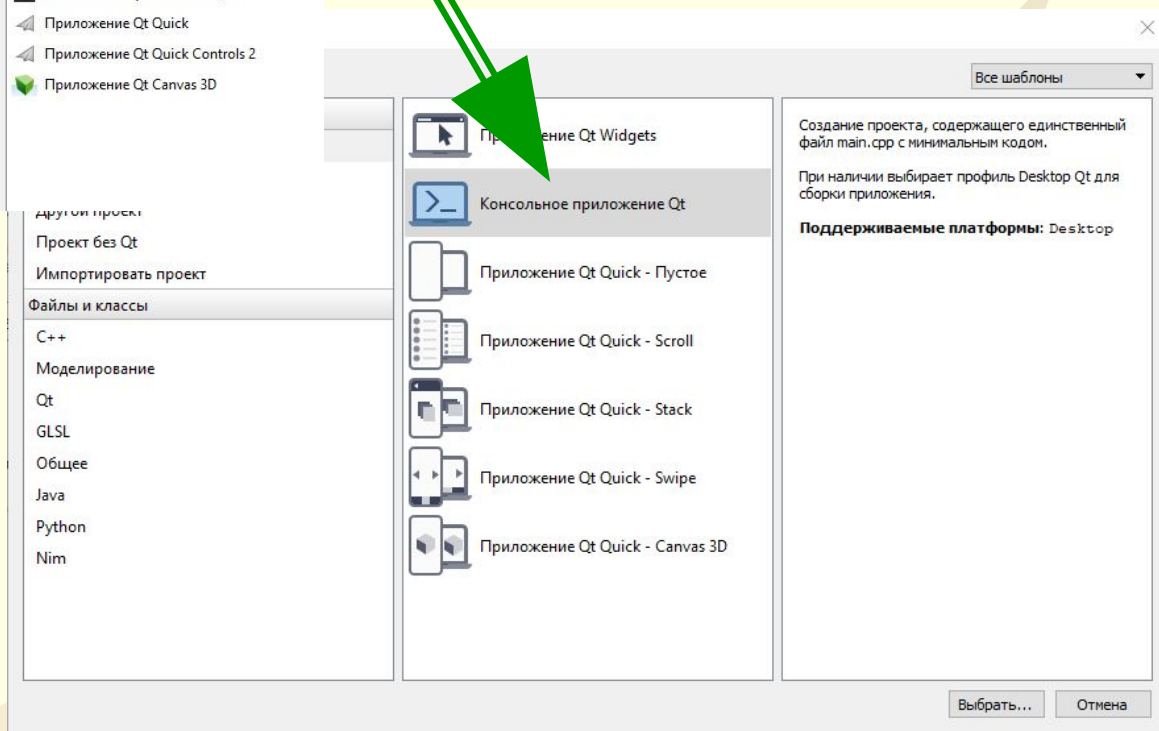 Приложение Qt Quick
Приложение Qt Quick Controls 2
Приложение Qt Canvas 3D
Все шаблоны
Другой проект
Проект без Qt
Импортировать проект
Файлы и классы
C++
Моделирование
Qt
GLSL
Общее
Java
Python
Nim
Qt Widgets
Консольное приложение Qt
Приложение Qt Quick - Пустое
Приложение Qt Quick - Scroll
Приложение Qt Quick - Stack
Приложение Qt Quick - Swipe
Приложение Qt Quick - Canvas 3D
Создание проекта, содержащего единственный
файл main.cpp с минимальным кодом.
При наличии выбирает профиль Desktop Qt для
сборки приложения.
Поддерживаемые платформы: Desktop
Выбрать...
Отмена